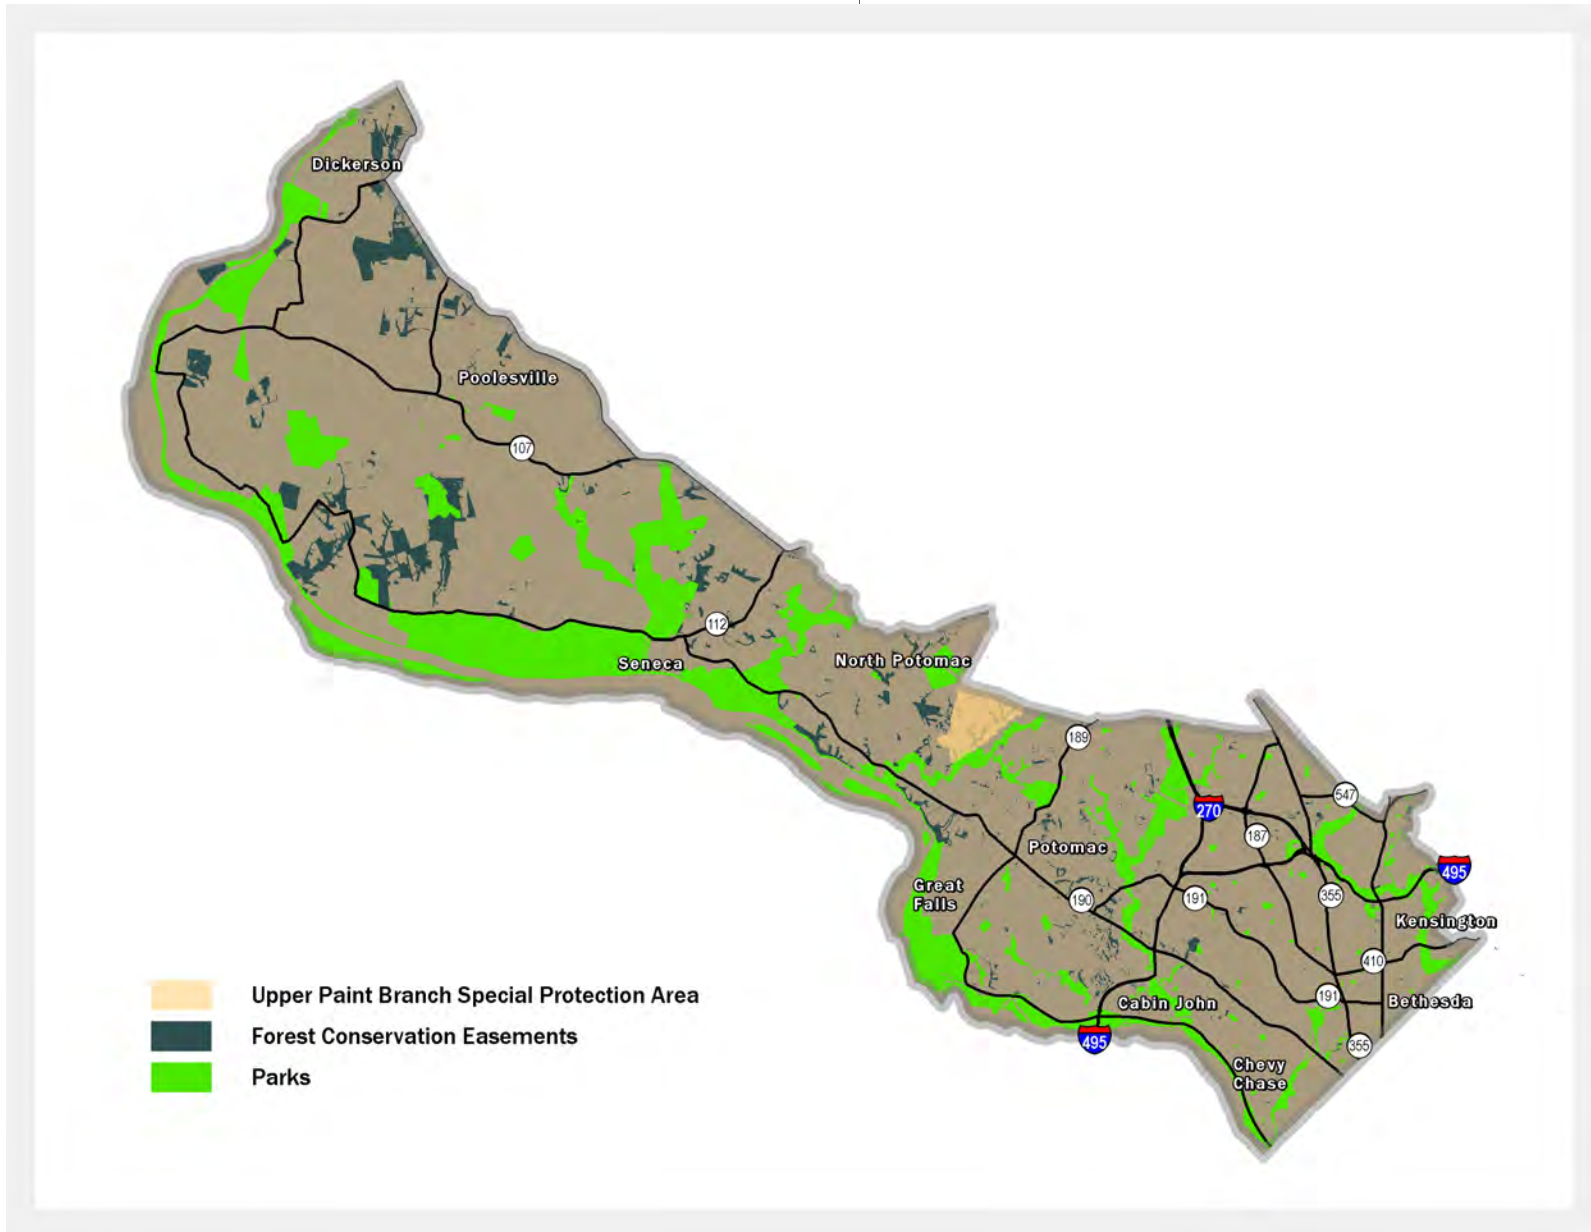 Dickerson
Poolesville
107
112
Seneca
North Potomac
189
547
270
187
Potomac
495
Great
Falls
190
191
355
Kensington
410
191
Bethesda
Cabin John
495
355
Chevy
Chase
Upper Paint Branch Special Protection Area
Forest Conservation Easements
Parks